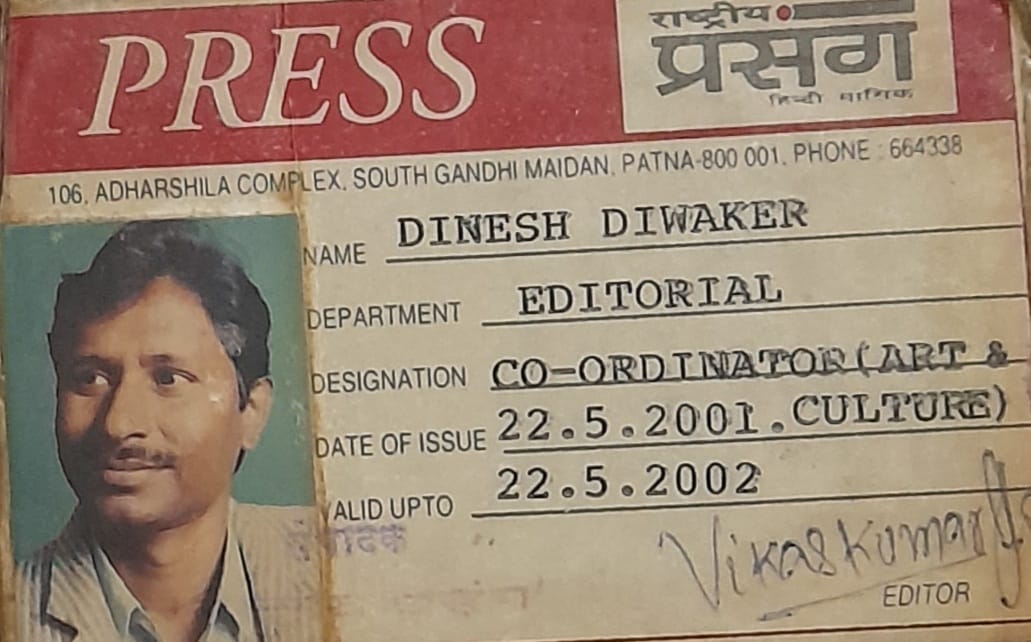 PRESS
राष्ट्रीय
प्रसंग
हिन्दी मासिक
106, ADHARSHILA COMPLEX, SOUTH GANDHI MAIDAN, PATNA-800 001, PHONE : 664338
NAME DINESH DIWAKER
DEPARTMENT EDITORIAL
DESIGNATION CO-ORDINATOR(ART &
CULTURE)
DATE OF ISSUE 22.5.2001.
VALID UPTO 22.5.2002
संपादक
Vikas Kumar
EDITOR